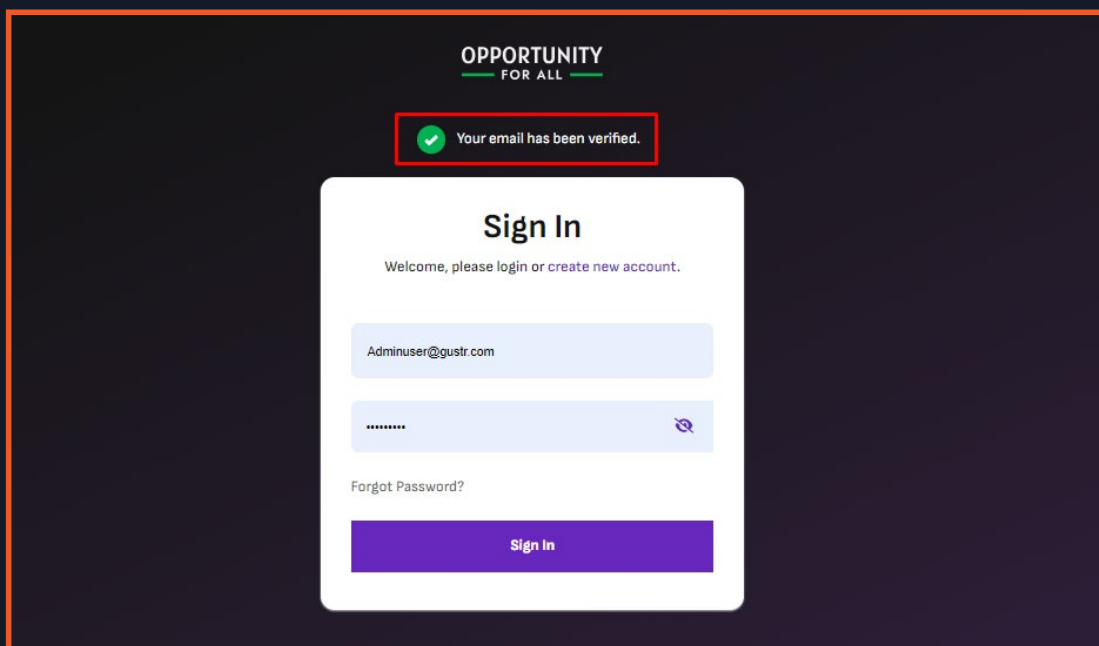 OPPORTUNITY
FOR ALL
Your email has been verified.
Sign In
Welcome, please login or create new account.
Adminuser@gustr.com
•••••••••
Forgot Password?
Sign In